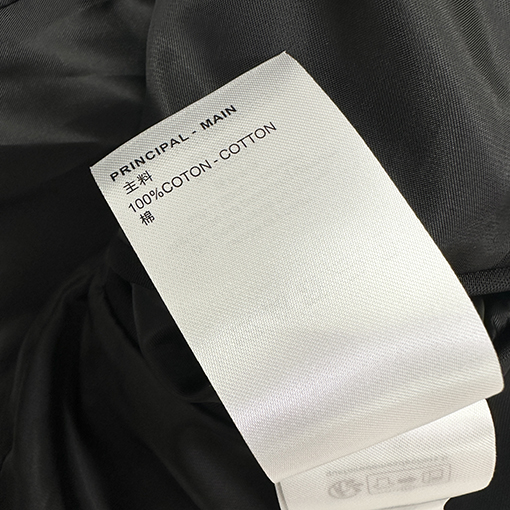 PRINCIPAL - MAIN
主料
100%COTON - COTTON
棉